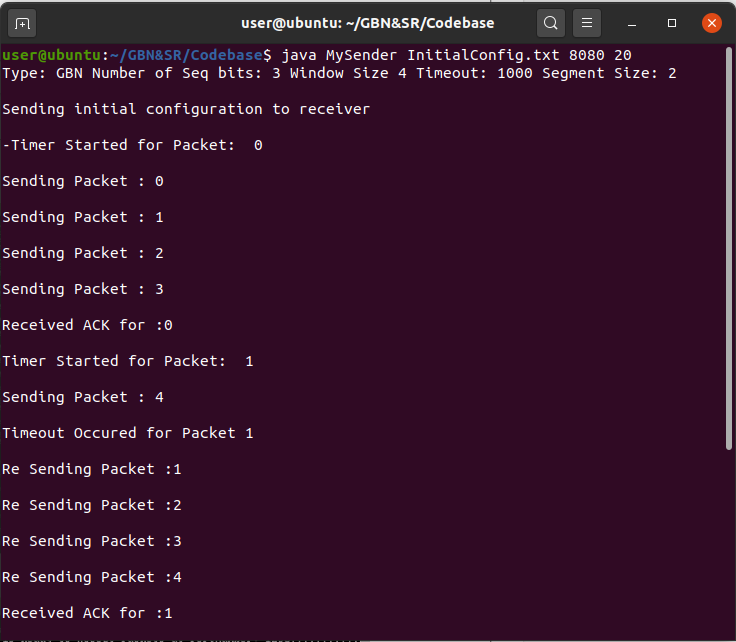 user@ubuntu: ~/GBN&SR/Codebase
user@ubuntu:~/GBN&SR/Codebase$ java MySender InitialConfig.txt 8080 20
Type: GBN Number of Seq bits: 3 Window Size 4 Timeout: 1000 Segment Size: 2
Sending initial configuration to receiver
-Timer Started for Packet:  0
Sending Packet : 0
Sending Packet : 1
Sending Packet : 2
Sending Packet : 3
Received ACK for :0
Timer Started for Packet:  1
Sending Packet : 4
Timeout Occured for Packet 1
Re Sending Packet :1
Re Sending Packet :2
Re Sending Packet :3
Re Sending Packet :4
Received ACK for :1